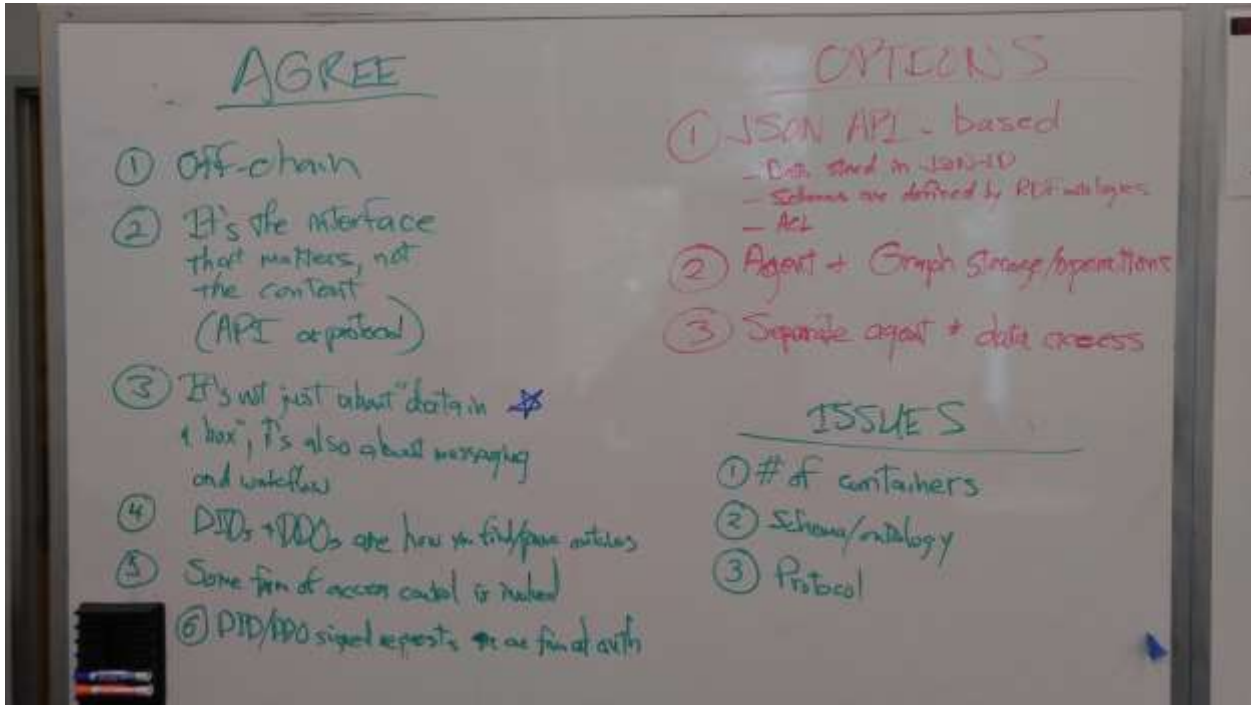 AGREE
① Off-chain
② It's the interface
that matters, not
the content
(API or protocol)
③ It's not just about "data in
a box", it's also about messaging
and workflow
④ DIDs + DDOs are how you find/prove
⑤ Some form of access control is
⑥ DID/DDO signed requests are one form of auth
OPTIONS
① JSON API - based
- Data stored in JSON-LD
- Schemas are defined by RDF ontologies
- ACL
② Agent + Graph storage/operations
③ Separate agent + data access
ISSUES
① # of containers
② Schema/ontology
③ Protocol